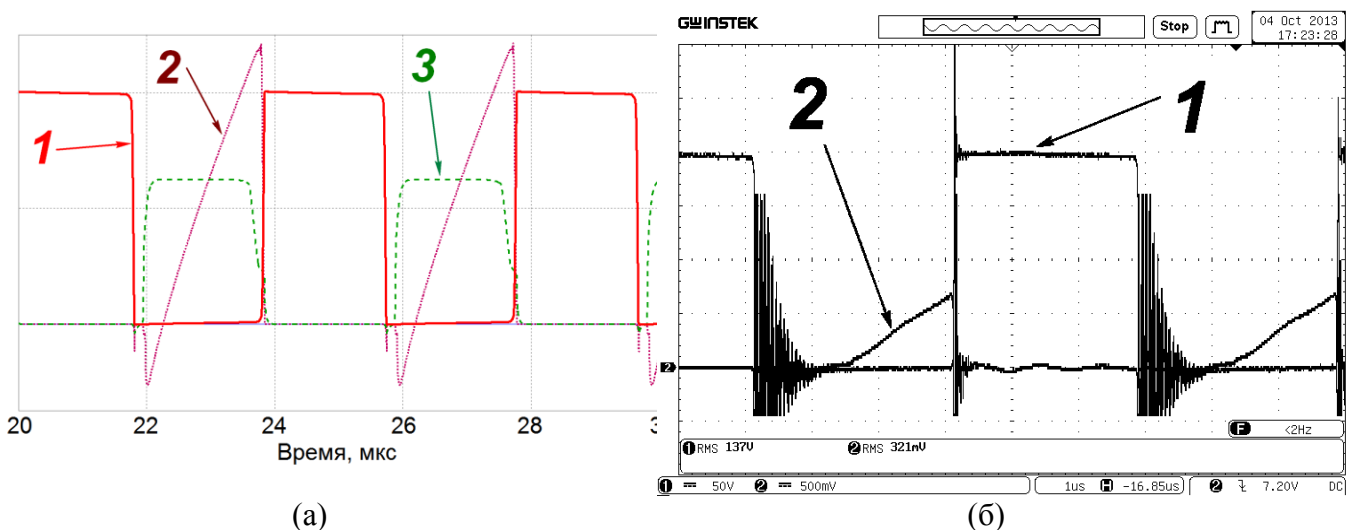 1
2
3
20 22 24 26 28
Время, мкс
(а)
GWINSTEK
Stop
04 Oct 2013
17:23:28
2
1
2
F <2Hz
1 RMS 137V 2 RMS 321mV
1 50V 2 500mV 1us H -16.85us 2 7.20V DC
(б)